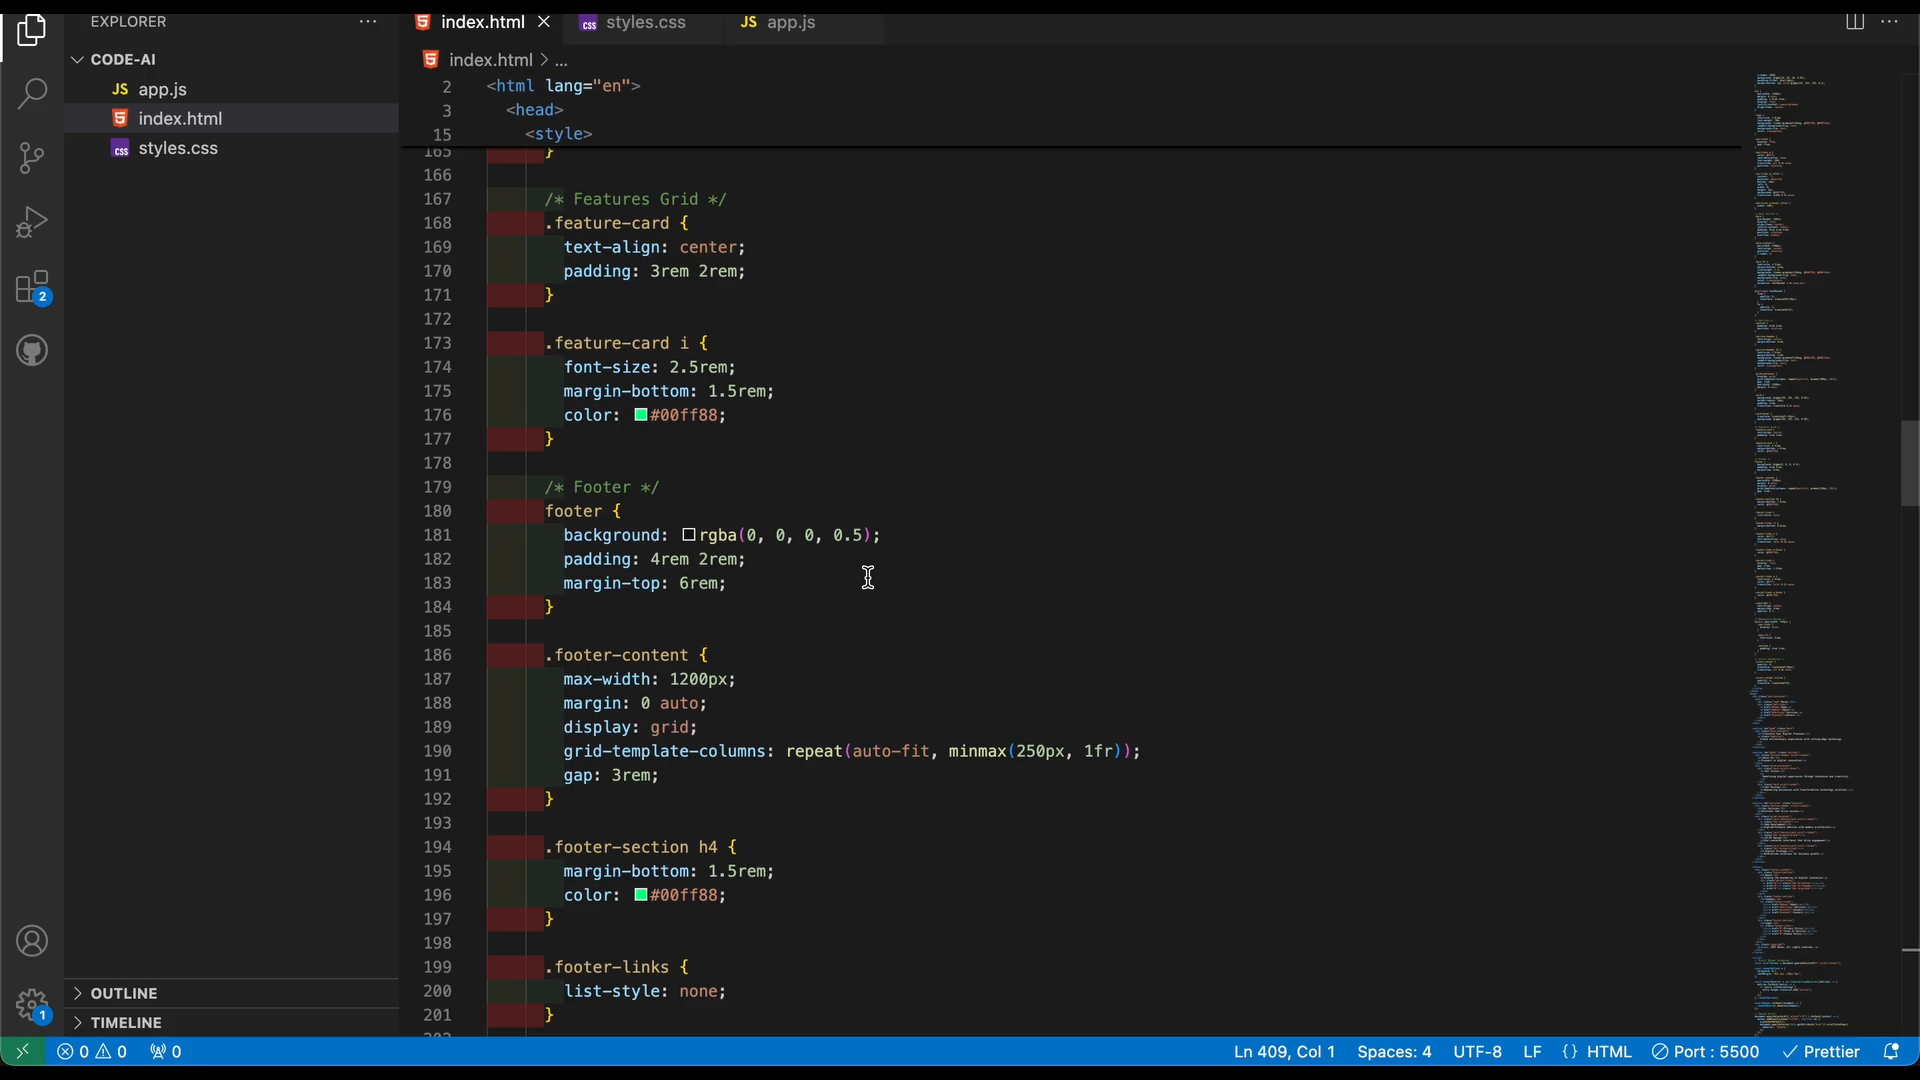 EXPLORER
index.html
styles.css
JS app.js
CODE-AI
JS app.js
index.html
styles.css
index.html > ...
2 <html lang="en">
3 <head>
15 <style>
165 }
166
167 /* Features Grid */
168 .feature-card {
169 text-align: center;
170 padding: 3rem 2rem;
171 }
172
173 .feature-card i {
174 font-size: 2.5rem;
175 margin-bottom: 1.5rem;
176 color: #00ff88;
177 }
178
179 /* Footer */
180 footer {
181 background: rgba(0, 0, 0, 0.5);
182 padding: 4rem 2rem;
183 margin-top: 6rem;
184 }
185
186 .footer-content {
187 max-width: 1200px;
188 margin: 0 auto;
189 display: grid;
190 grid-template-columns: repeat(auto-fit, minmax(250px, 1fr));
191 gap: 3rem;
192 }
193
194 .footer-section h4 {
195 margin-bottom: 1.5rem;
196 color: #00ff88;
197 }
198
199 .footer-links {
200 list-style: none;
201 }
2
1
OUTLINE
TIMELINE
0 0 0
Ln 409, Col 1
Spaces: 4
UTF-8
LF
{} HTML
Port : 5500
Prettier